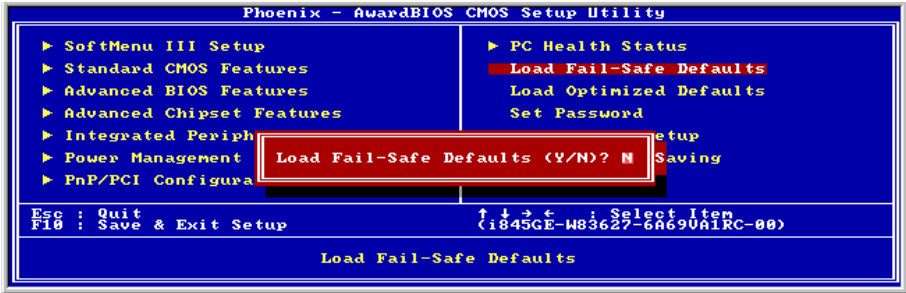 Phoenix - AwardBIOS CMOS Setup Utility
▶ SoftMenu III Setup
▶ Standard CMOS Features
▶ Advanced BIOS Features
▶ Advanced Chipset Features
▶ Integrated Periph
▶ Power Management
▶ PnP/PCI Configura
▶ PC Health Status
Load Fail-Safe Defaults
Load Optimized Defaults
Set Password
etup
Saving
Load Fail-Safe Defaults (Y/N)? N
Esc : Quit
F10 : Save & Exit Setup
↑ ↓ → ← : Select Item
(i845GE-W83627-6A69VA1RC-00)
Load Fail-Safe Defaults